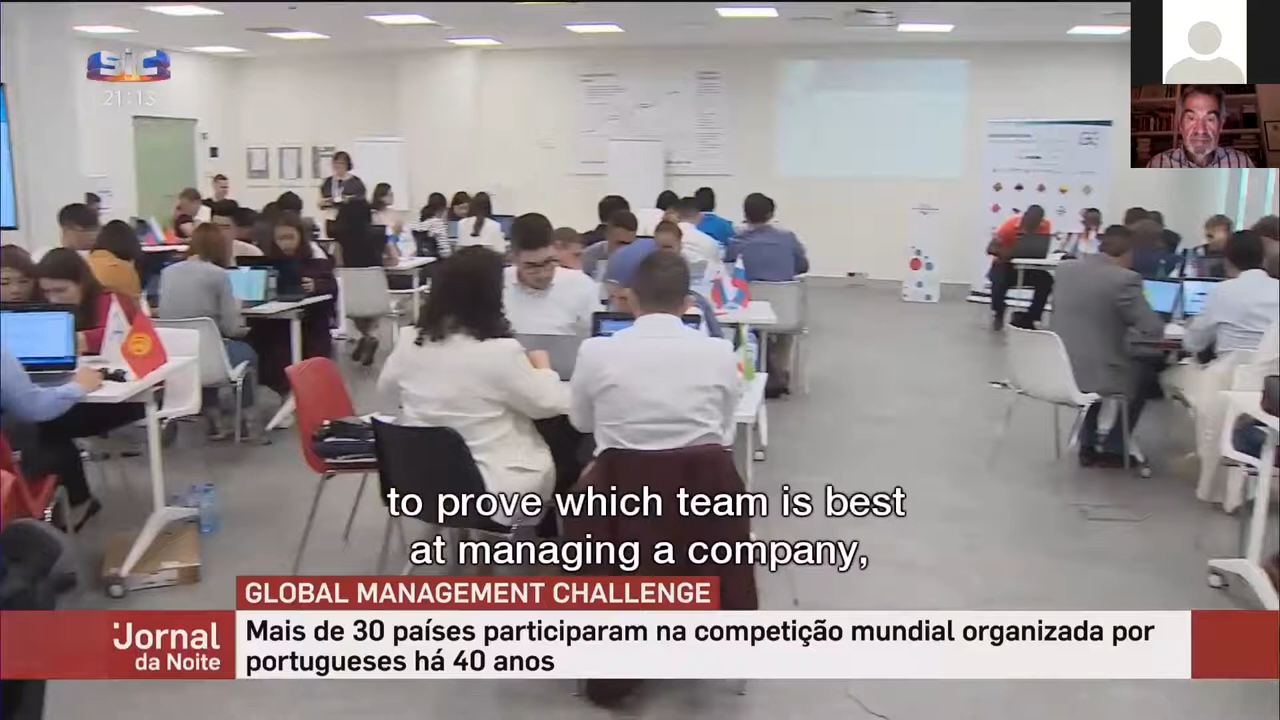 SIC
21:13
to prove which team is best
at managing a company,
GLOBAL MANAGEMENT CHALLENGE
Jornal
da Noite
Mais de 30 países participaram na competição mundial organizada por
portugueses há 40 anos